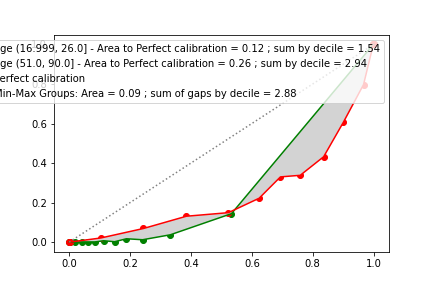 ge (16.999, 26.0] - Area to Perfect calibration = 0.12 ; sum by decile = 1.54
ge (51.0, 90.0] - Area to Perfect calibration = 0.26 ; sum by decile = 2.94
erfect calibration
Min-Max Groups: Area = 0.09 ; sum of gaps by decile = 2.88
0.6
0.4
0.2
0.0
0.0 0.2 0.4 0.6 0.8 1.0